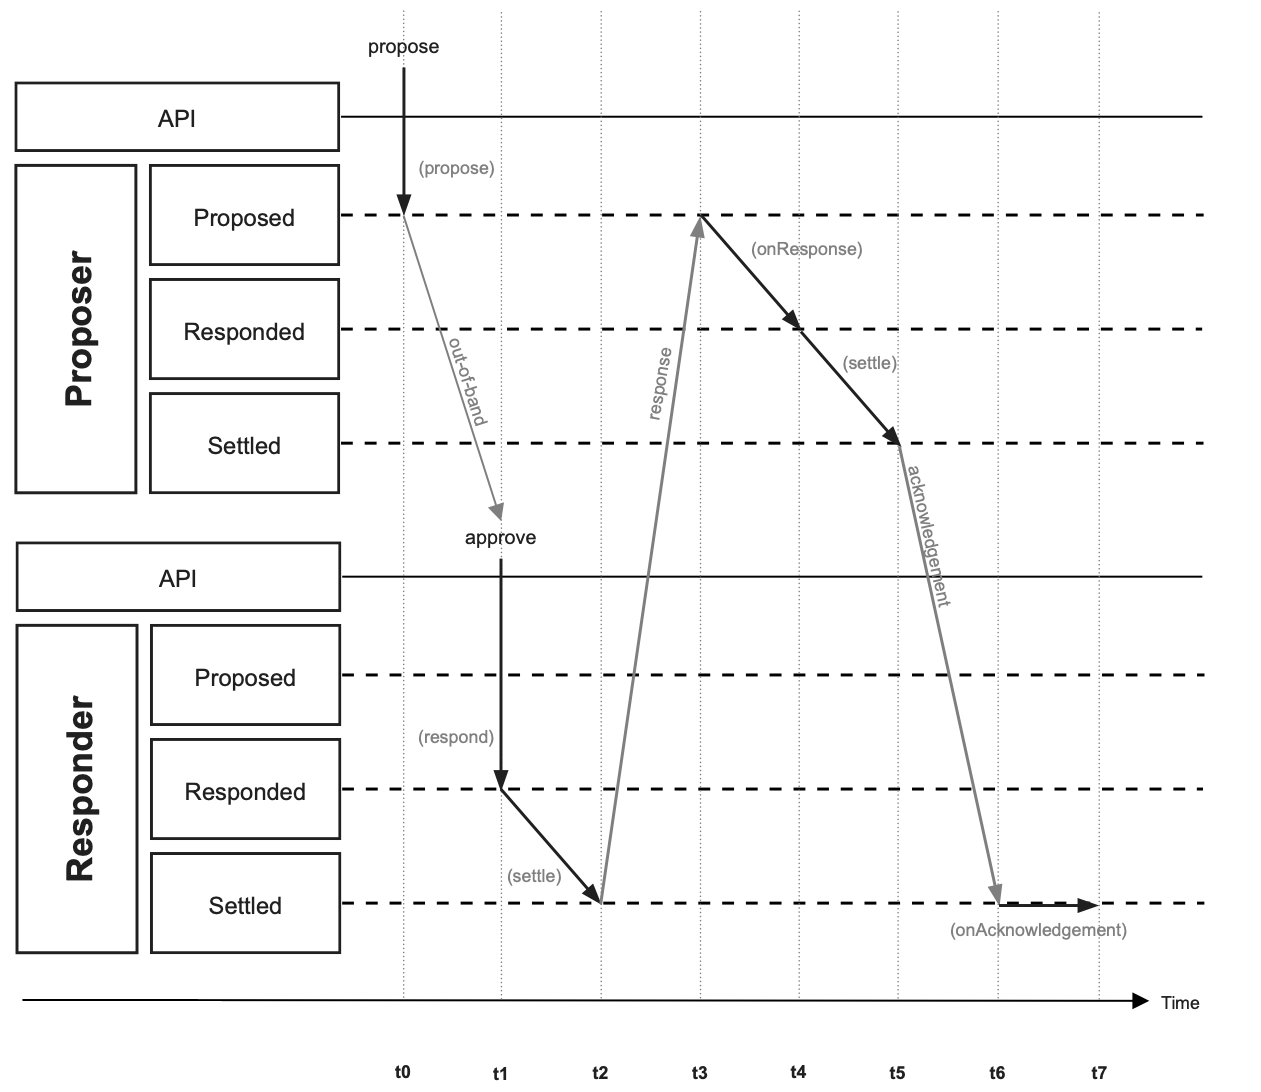 propose
API
(propose)
Proposer
Proposed
(onResponse)
Responded
out-of-band
response
(settle)
Settled
acknowledgement
approve
API
Responder
Proposed
(respond)
Responded
(settle)
Settled
(onAcknowledgement)
Time
t0 t1 t2 t3 t4 t5 t6 t7